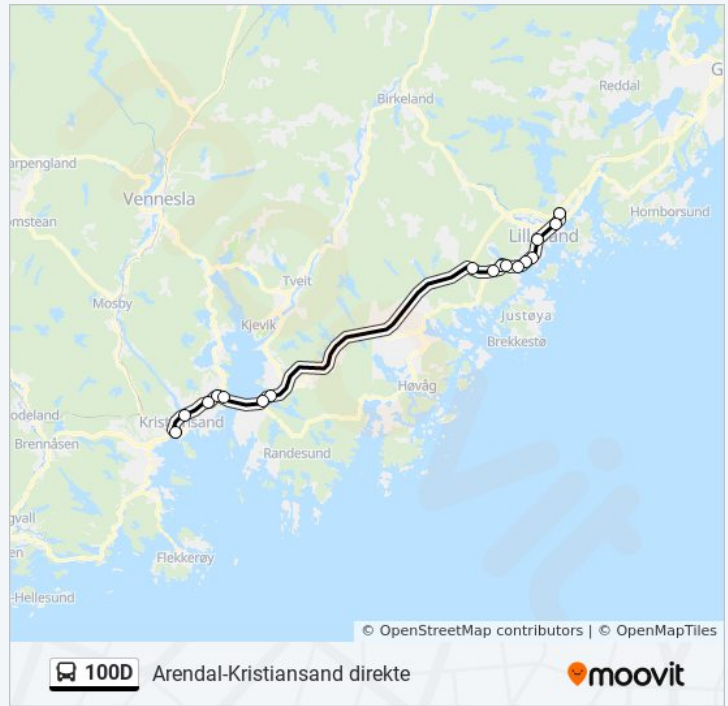 Birkeland
Reddal
G
arpengland
Vennesla
omstean
Homborsund
Lillesand
Tveit
Mosby
Justøya
Kjevik
Brekkestø
Høvåg
odeland
Kristiansand
Brennåsen
Randesund
gvall
en
Flekkerøy
-Hellesund
© OpenStreetMap contributors | © OpenMapTiles
100D Arendal-Kristiansand direkte
moovit